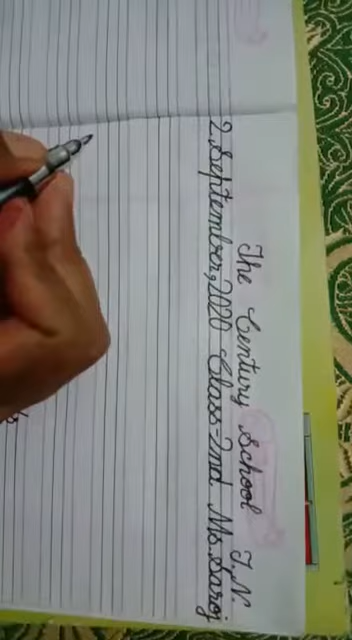 The Century School T.N.
2.September,2020 Class-2nd Ms.Saroj